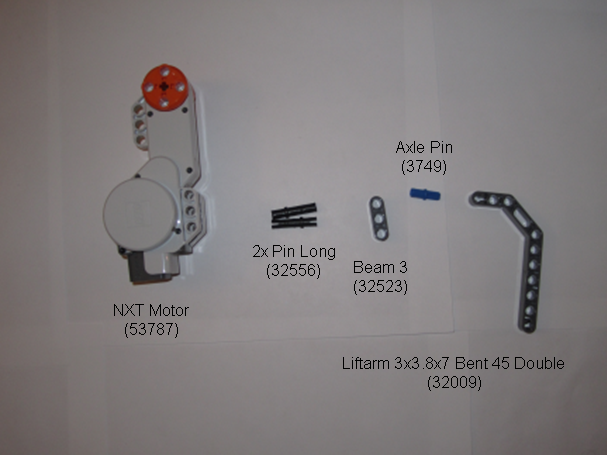 Axle Pin
(3749)
2x Pin Long
(32556)
Beam 3
(32523)
NXT Motor
(53787)
Liftarm 3x3.8x7 Bent 45 Double
(32009)